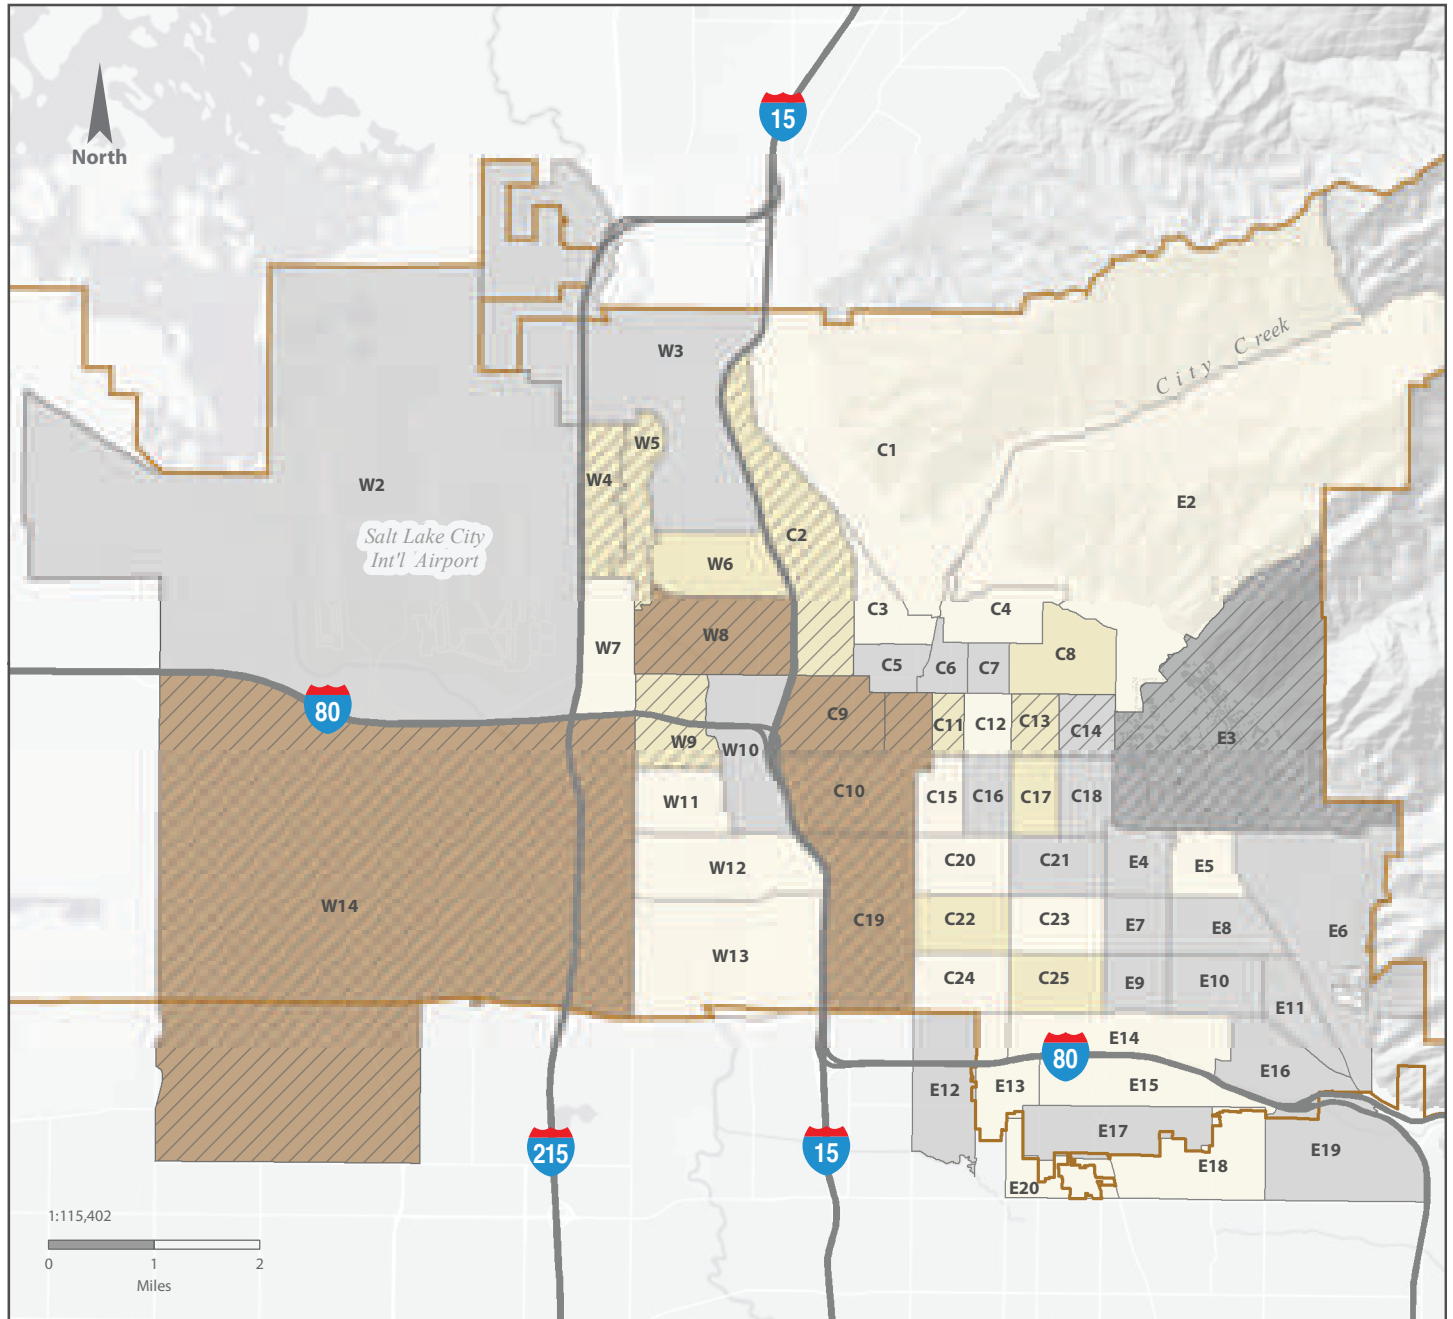 North
15
W3
City Creek
W5
C1
W4
W2
E2
Salt Lake City
Int'l Airport
C2
W6
C3
C4
W8
W7
C8
C5
C6
C7
80
C9
C11
C12
C13
C14
E3
W9
W10
C10
W11
C15
C16
C17
C18
W12
C20
C21
E4
E5
W14
C19
C22
C23
E7
E8
E6
W13
C24
C25
E9
E10
E11
E14
80
E12
E13
E15
E16
215
15
E17
E19
E18
E20
1:115,402
0
1
2
Miles